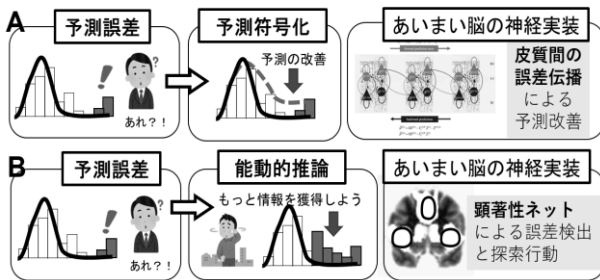 A
予測誤差
予測符号化
あいまい脳の神経実装
!
?
あれ?!
予測の改善
皮質間の
誤差伝播
による
予測改善
B
予測誤差
能動的推論
あいまい脳の神経実装
!
?
あれ?!
もっと情報を獲得しよう
顕著性ネット
による誤差検出
と探索行動